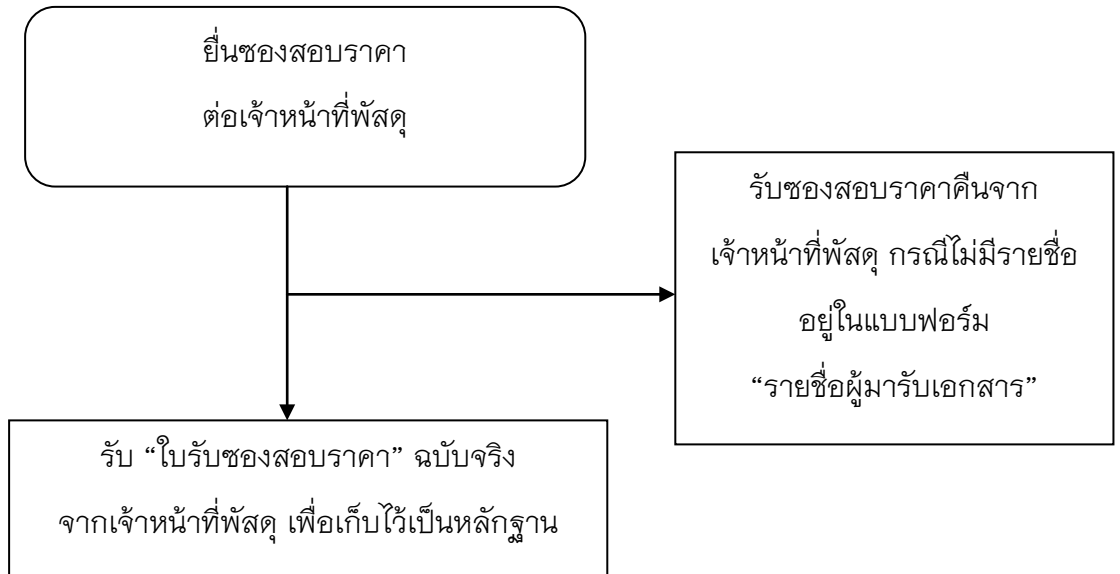 ยื่นซองสอบราคา
ต่อเจ้าหน้าที่พัสดุ
รับซองสอบราคาคืนจาก
เจ้าหน้าที่พัสดุ กรณีไม่มีรายชื่อ
อยู่ในแบบฟอร์ม
“รายชื่อผู้มารับเอกสาร”
รับ “ใบรับซองสอบราคา” ฉบับจริง
จากเจ้าหน้าที่พัสดุ เพื่อเก็บไว้เป็นหลักฐาน